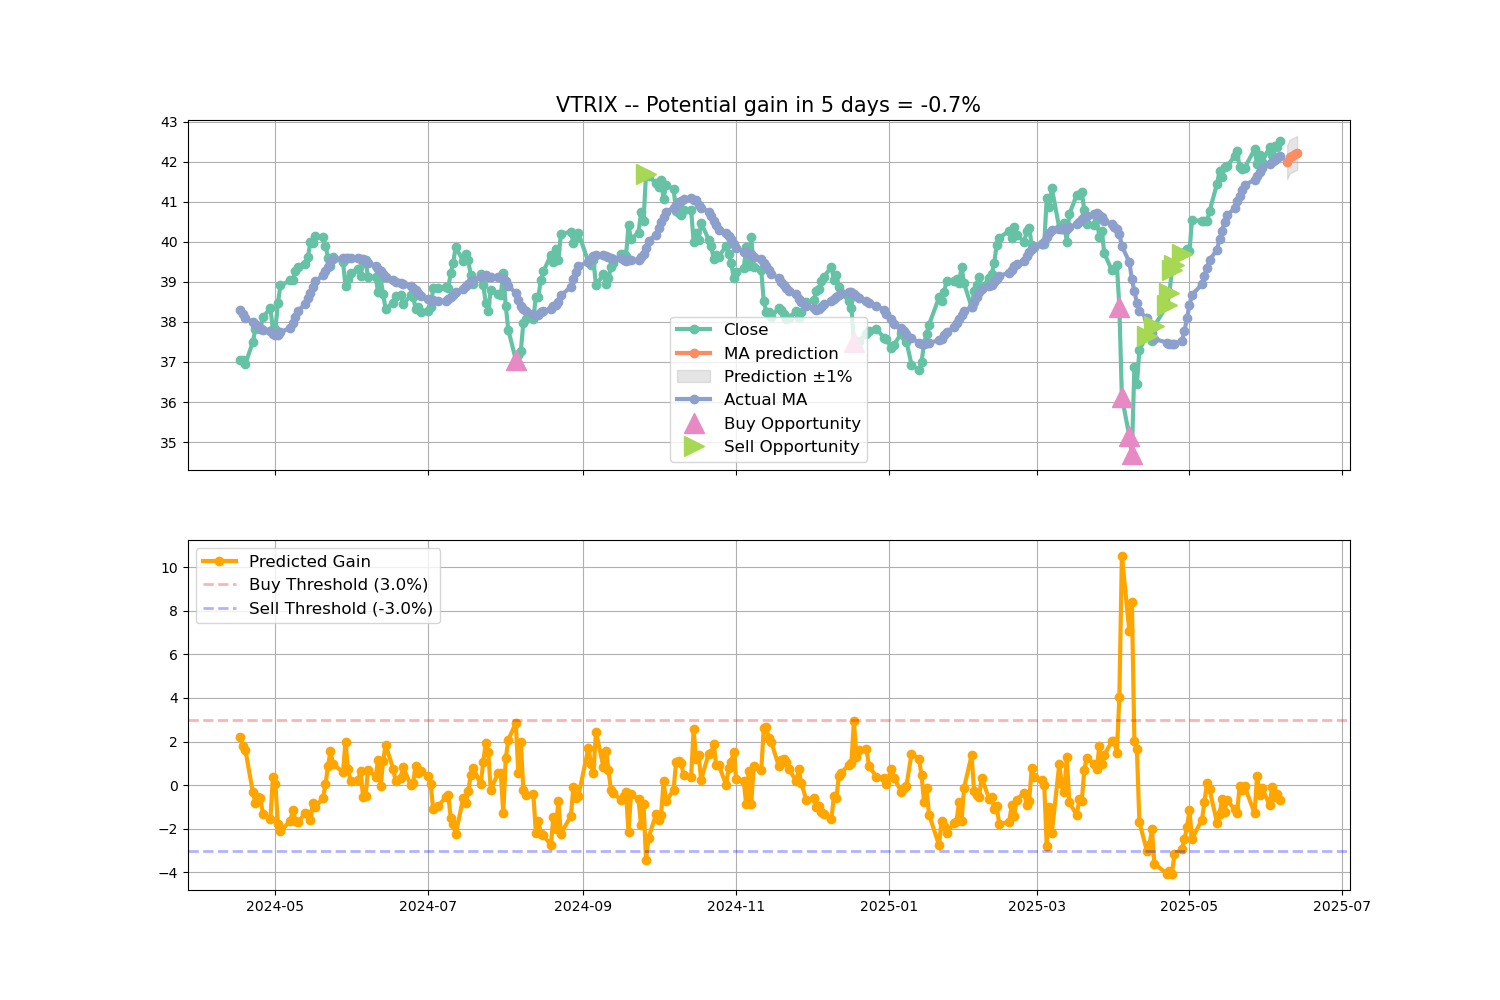 VTRIX -- Potential gain in 5 days = -0.7%
43
42
41
40
39
38
37
36
35
Close
MA prediction
Prediction ±1%
Actual MA
Buy Opportunity
Sell Opportunity
10
8
6
4
2
0
−2
−4
Predicted Gain
Buy Threshold (3.0%)
Sell Threshold (-3.0%)
2024-05 2024-07 2024-09 2024-11 2025-01 2025-03 2025-05 2025-07